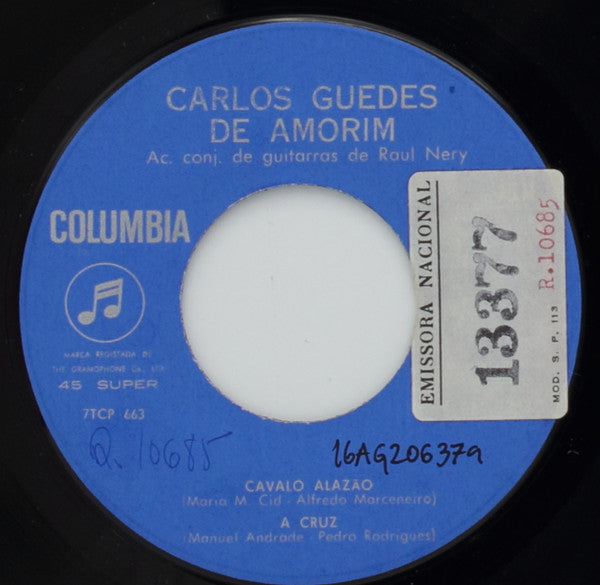 CARLOS GUEDES
DE AMORIM
Ac. conj. de guitarras de Raul Nery
COLUMBIA
MARCA REGISTADA DE
THE GRAMOPHONE Co., LTD.
45 SUPER
7TCP 663
R. 10685
16AG206379
CAVALO ALAZÃO
(Maria M. Cid - Alfredo Marceneiro)
A CRUZ
(Manuel Andrade - Pedro Rodrigues)
EMISSORA NACIONAL
13377
R. 10685
MOD. S. P. 113